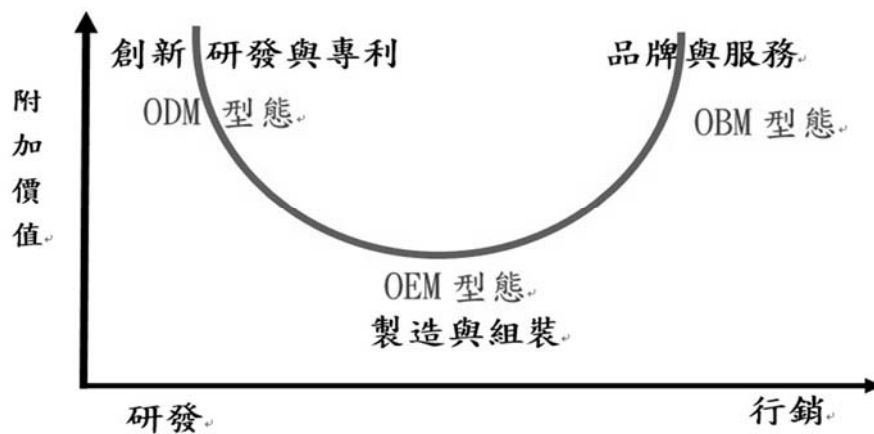 創新 研發與專利
品牌與服務
ODM 型態
OBM 型態
附加價值
OEM 型態
製造與組裝
研發
行銷